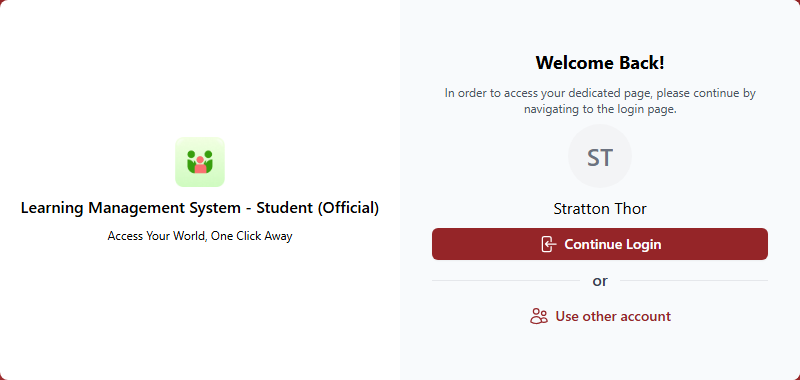 Learning Management System - Student (Official)
Access Your World, One Click Away
Welcome Back!
In order to access your dedicated page, please continue by
navigating to the login page.
ST
Stratton Thor
Continue Login
or
Use other account